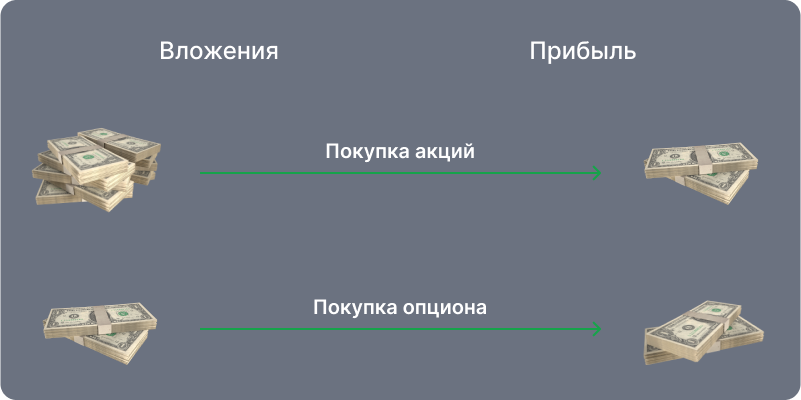 Вложения
Прибыль
Покупка акций
Покупка опциона